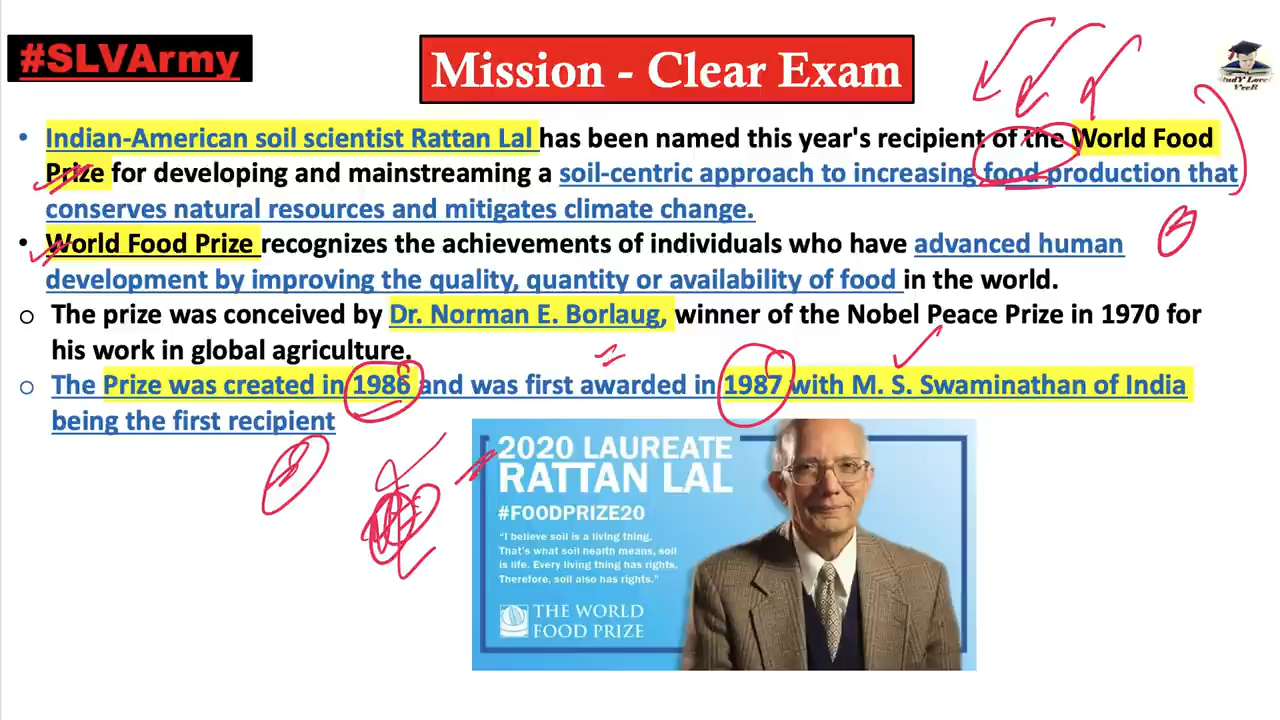 #SLVArmy
Mission - Clear Exam
StudY Lover
VeeR
• Indian-American soil scientist Rattan Lal has been named this year's recipient of the World Food
Prize for developing and mainstreaming a soil-centric approach to increasing food production that
conserves natural resources and mitigates climate change.
• World Food Prize recognizes the achievements of individuals who have advanced human
development by improving the quality, quantity or availability of food in the world.
o The prize was conceived by Dr. Norman E. Borlaug, winner of the Nobel Peace Prize in 1970 for
his work in global agriculture.
o The Prize was created in 1986 and was first awarded in 1987 with M. S. Swaminathan of India
being the first recipient
2020 LAUREATE
RATTAN LAL
#FOODPRIZE20
“I believe soil is a living thing.
That's what soil health means, soil
is life. Every living thing has rights.
Therefore, soil also has rights.”
THE WORLD
FOOD PRIZE